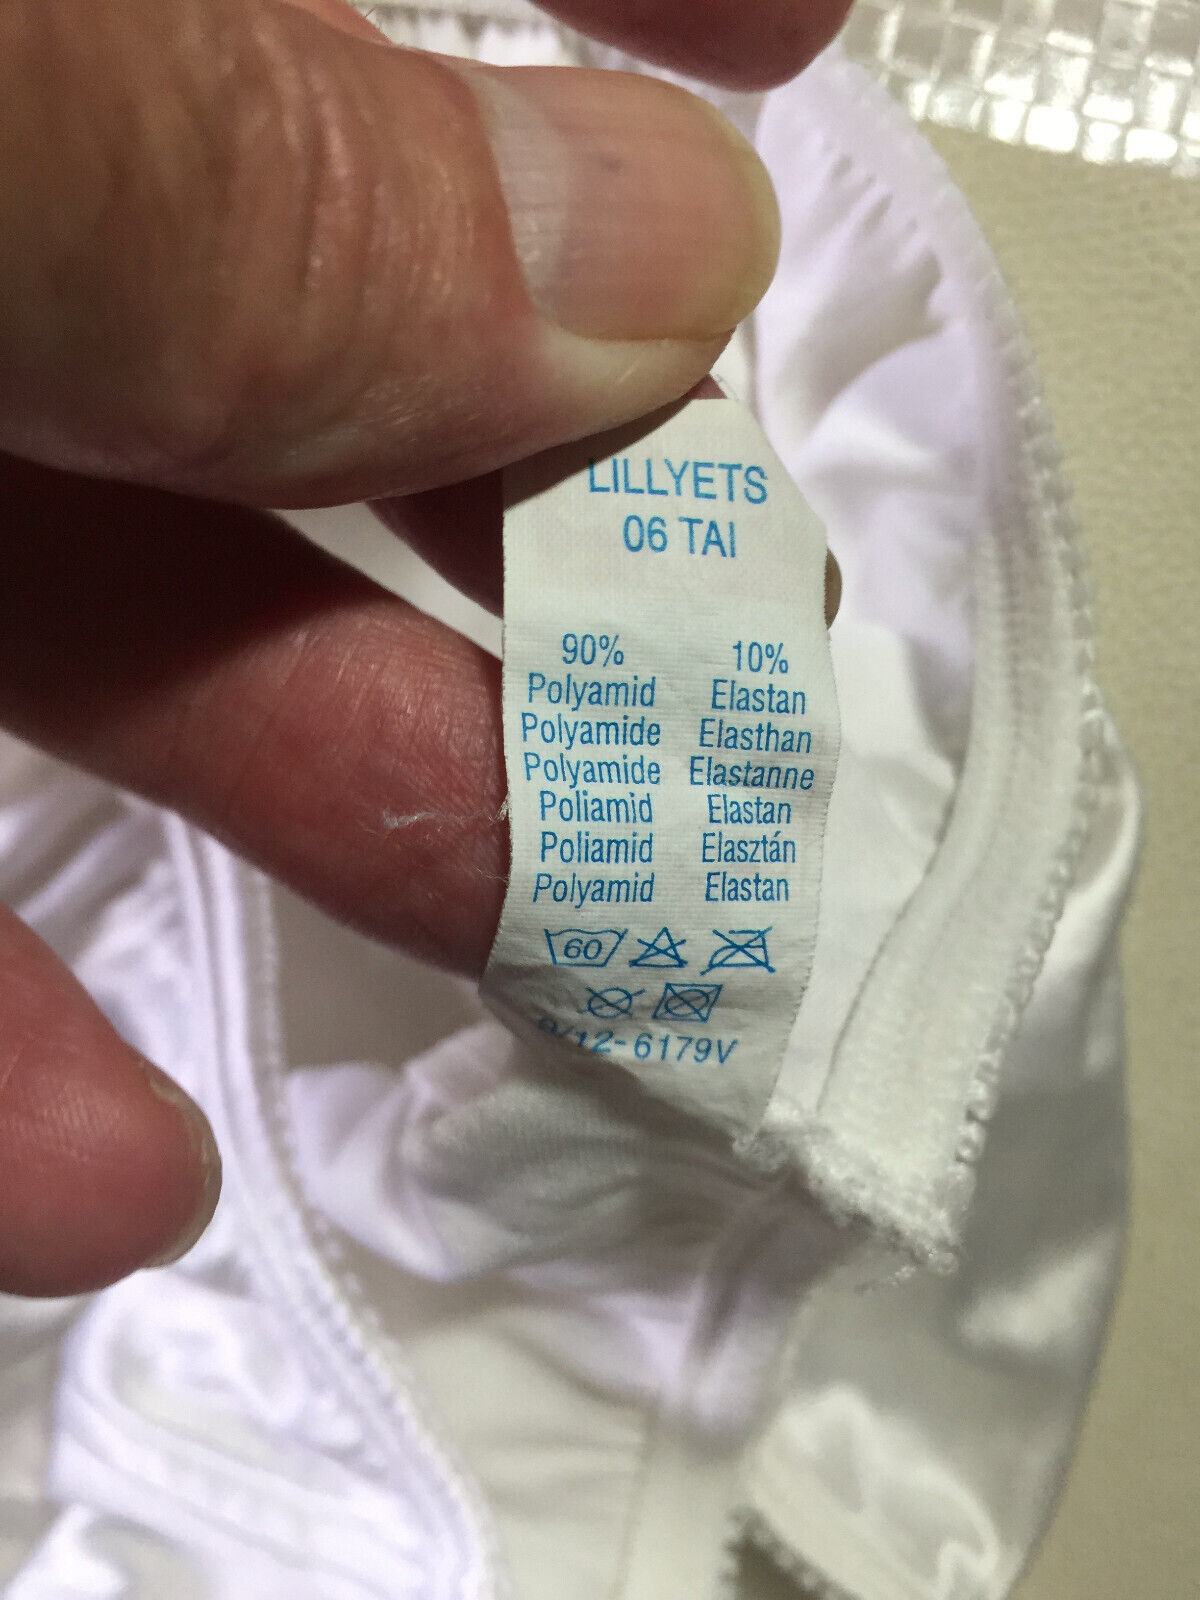 LILLYETS
06 TAI
90% 10%
Polyamid Elastan
Polyamide Elasthan
Polyamide Elastanne
Poliamid Elastan
Poliamid Elasztán
Polyamid Elastan
60
12-6179V